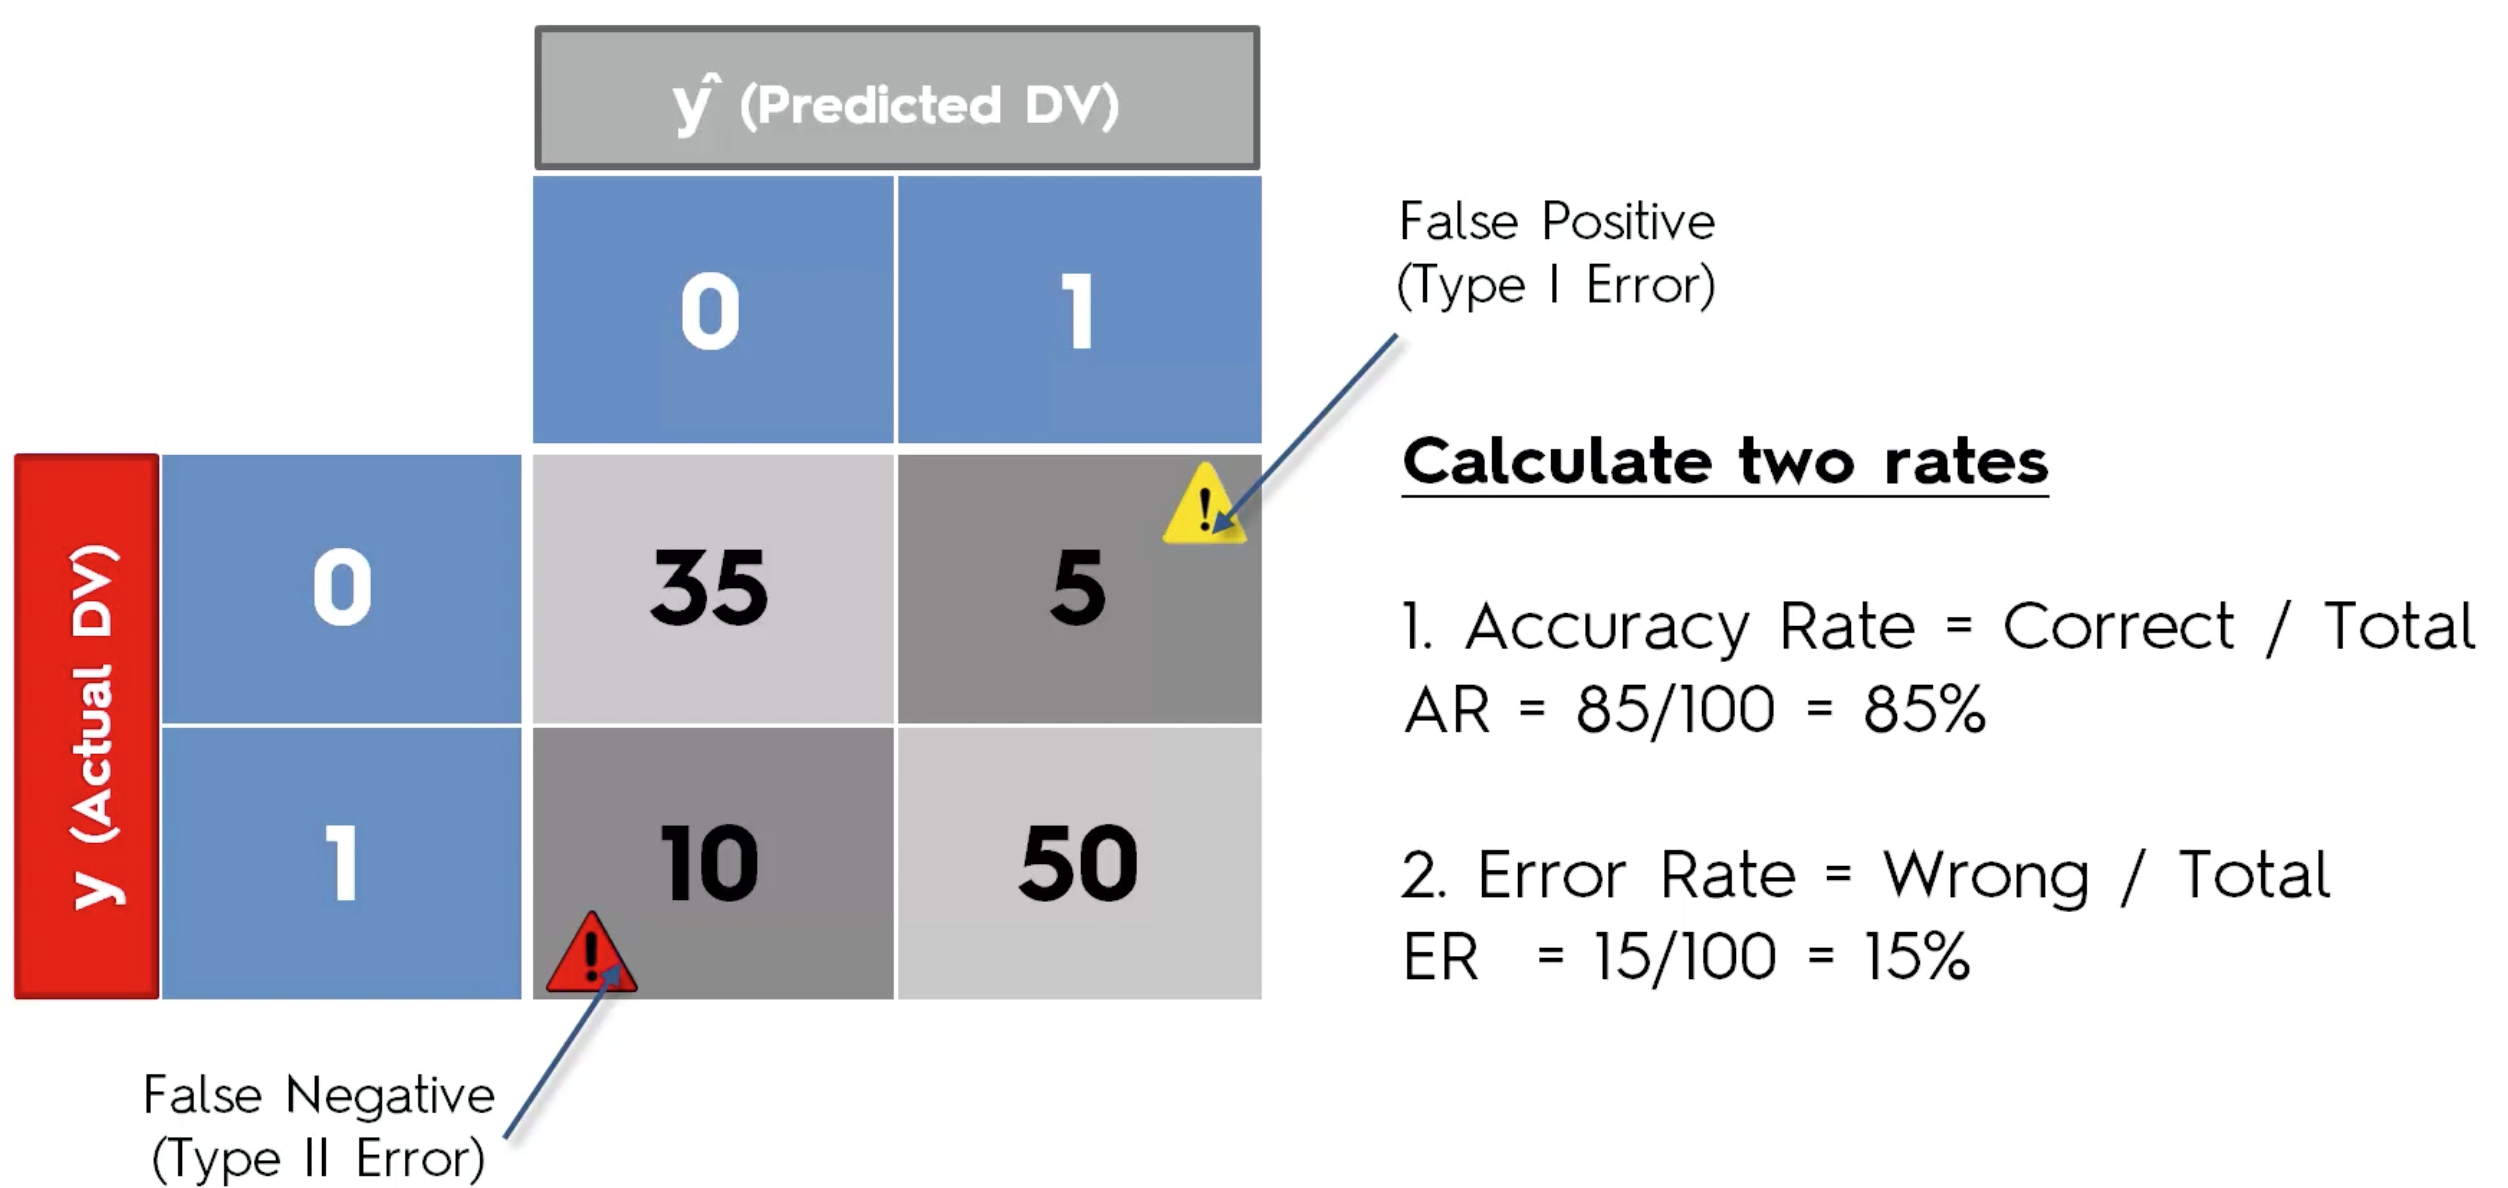 ŷ (Predicted DV)
0 1
False Positive
(Type I Error)
Calculate two rates
y (Actual DV)
0 35 5
1. Accuracy Rate = Correct / Total
AR = 85/100 = 85%
1 10 50
2. Error Rate = Wrong / Total
ER = 15/100 = 15%
False Negative
(Type II Error)